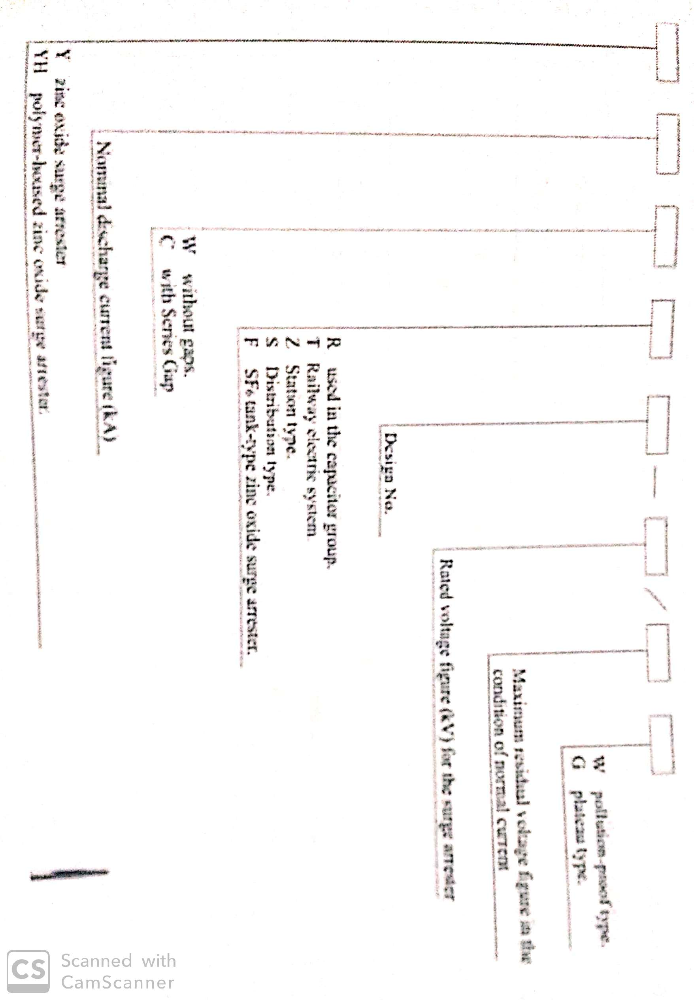 W pollution-proof type.
G plateau type.
Maximum residual voltage figure in the
condition of normal current
Rated voltage figure (kV) for the surge arrester
Design No.
R used in the capacitor group.
T Railway electric system.
Z Station type.
S Distribution type.
F SF₆ tank-type zinc oxide surge arrester.
W without gaps.
C with Series Gap
Nominal discharge current figure (kA)
Y zinc oxide surge arrester
YH polymer-housed zinc oxide surge arrester.
CS
Scanned with
CamScanner